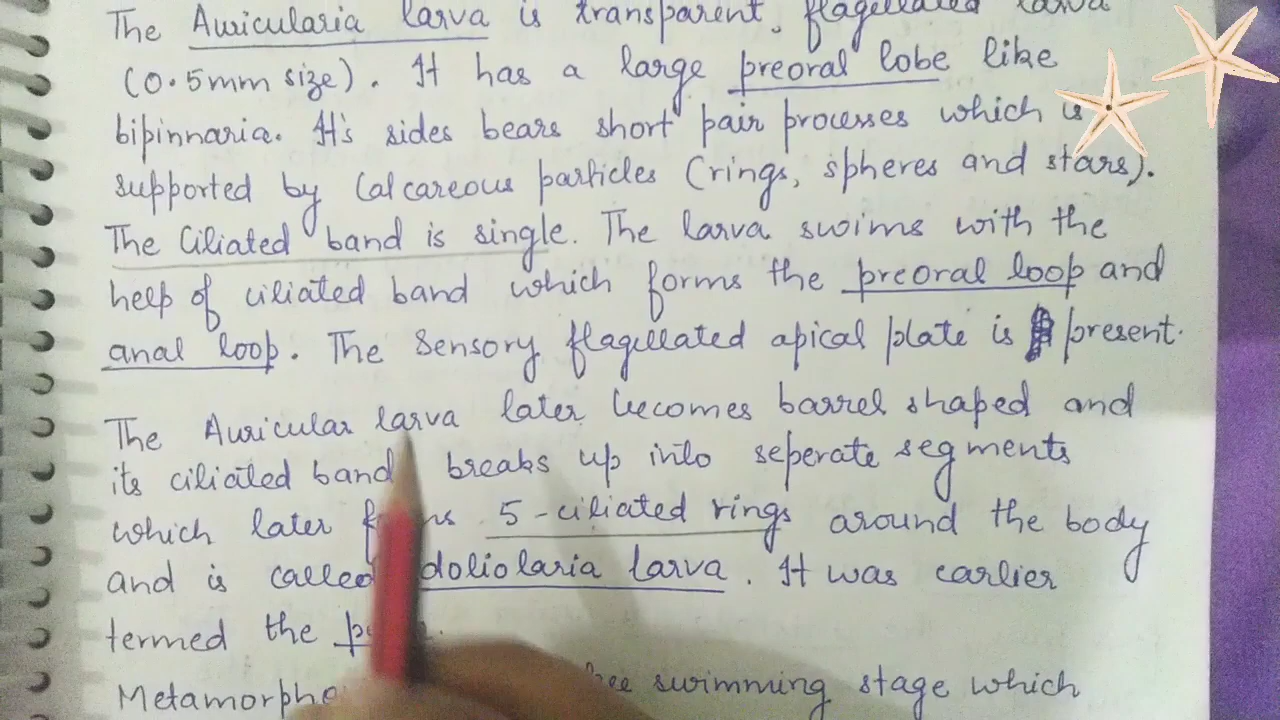 The Auricularia larva is transparent, flagellated larva
(0.5mm size). It has a large preoral lobe like
bipinnaria. It's sides bears short pair processes which is
supported by Calcareous particles (rings, spheres and stars).
The Ciliated band is single. The larva swims with the
help of ciliated band which forms the preoral loop and
anal loop. The Sensory flagellated apical plate is present.
The Auricular larva later becomes barrel shaped and
its ciliated band breaks up into seperate segments
which later 5-ciliated rings around the body
and is called doliolaria larva. It was earlier
termed the
swimming stage which